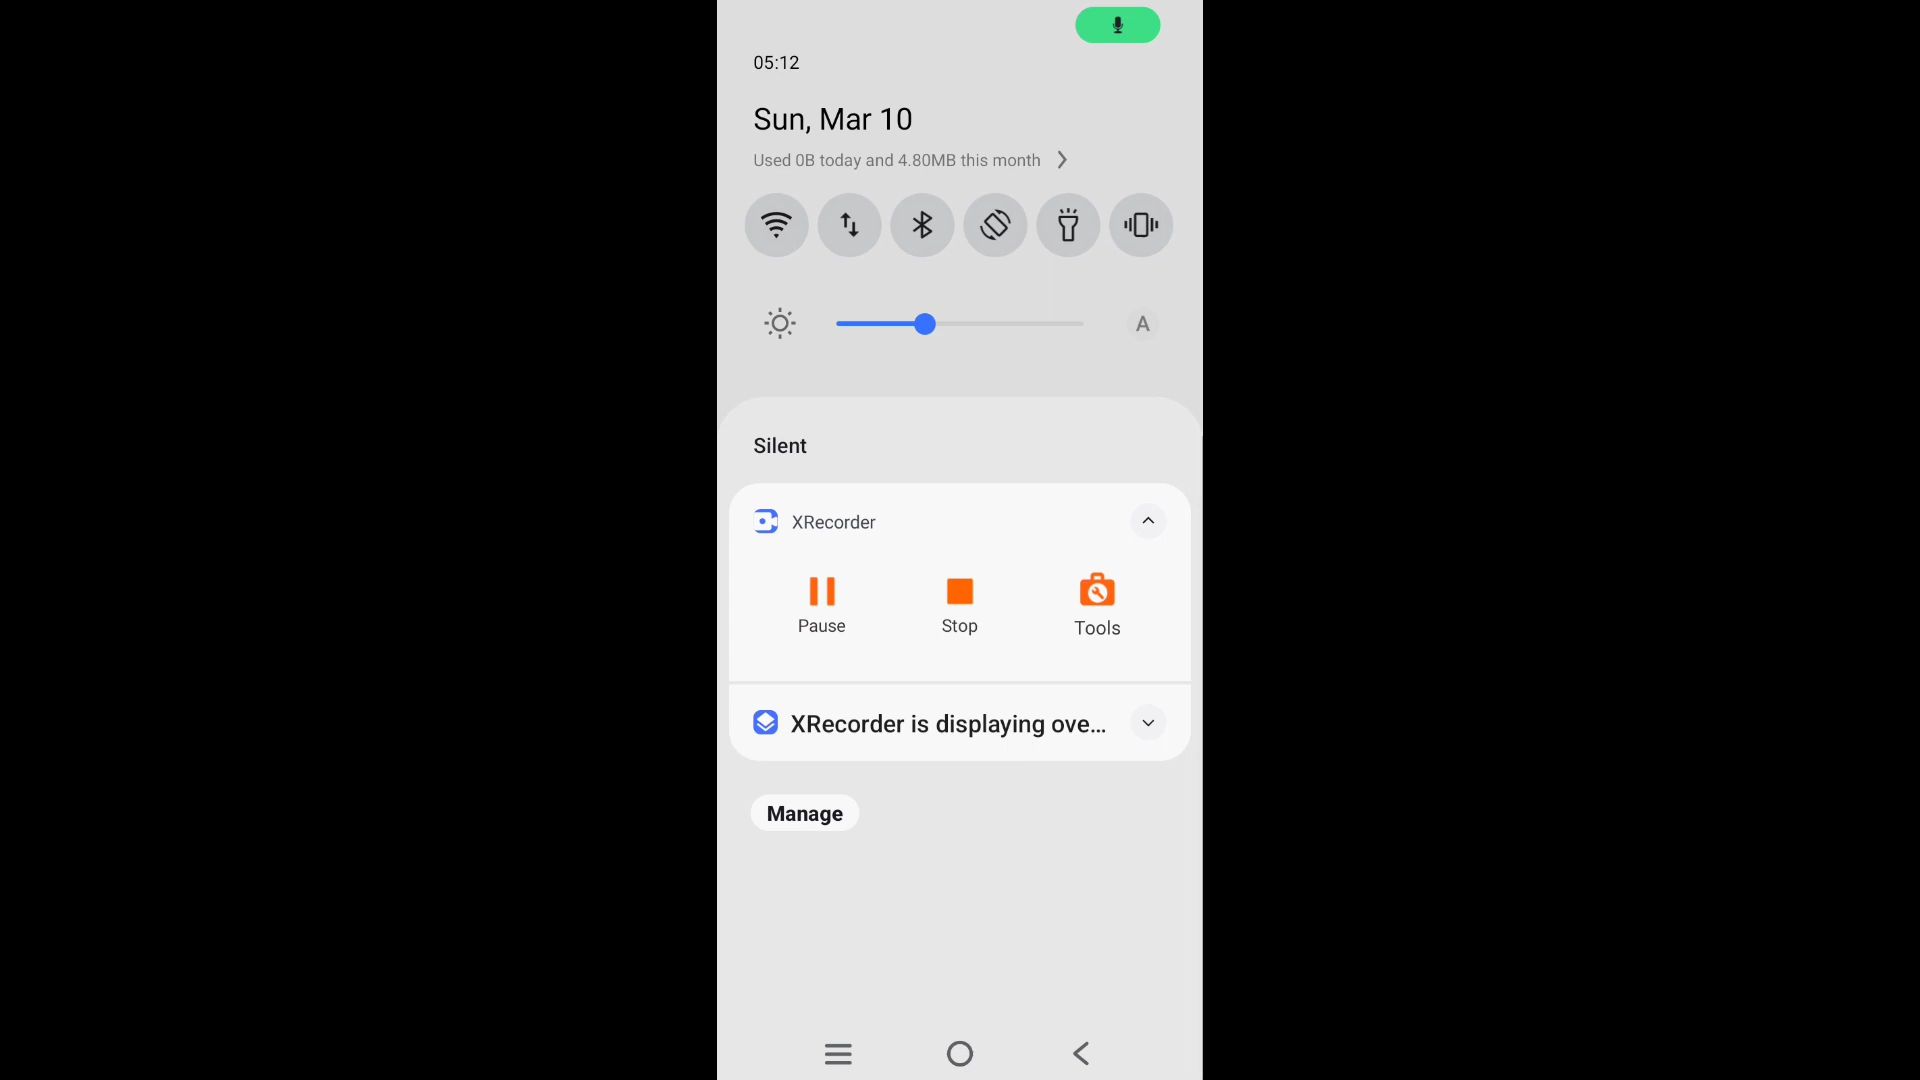 05:12
Sun, Mar 10
Used 0B today and 4.80MB this month
A
Silent
XRecorder
Pause Stop Tools
XRecorder is displaying ove...
Manage